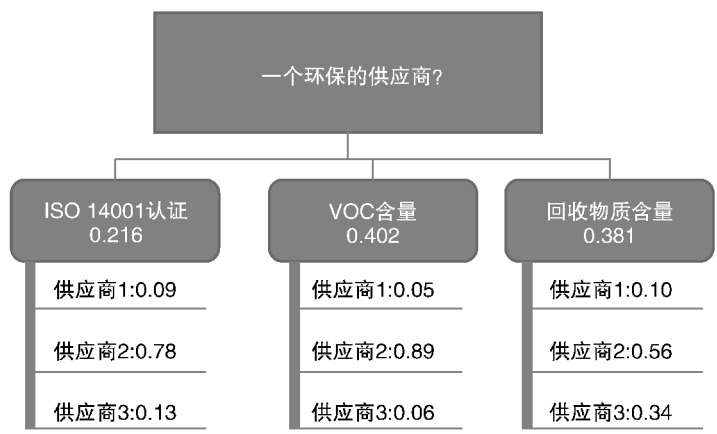 一个环保的供应商?
ISO 14001认证
0.216
VOC含量
0.402
回收物质含量
0.381
供应商1:0.09
供应商2:0.78
供应商3:0.13
供应商1:0.05
供应商2:0.89
供应商3:0.06
供应商1:0.10
供应商2:0.56
供应商3:0.34